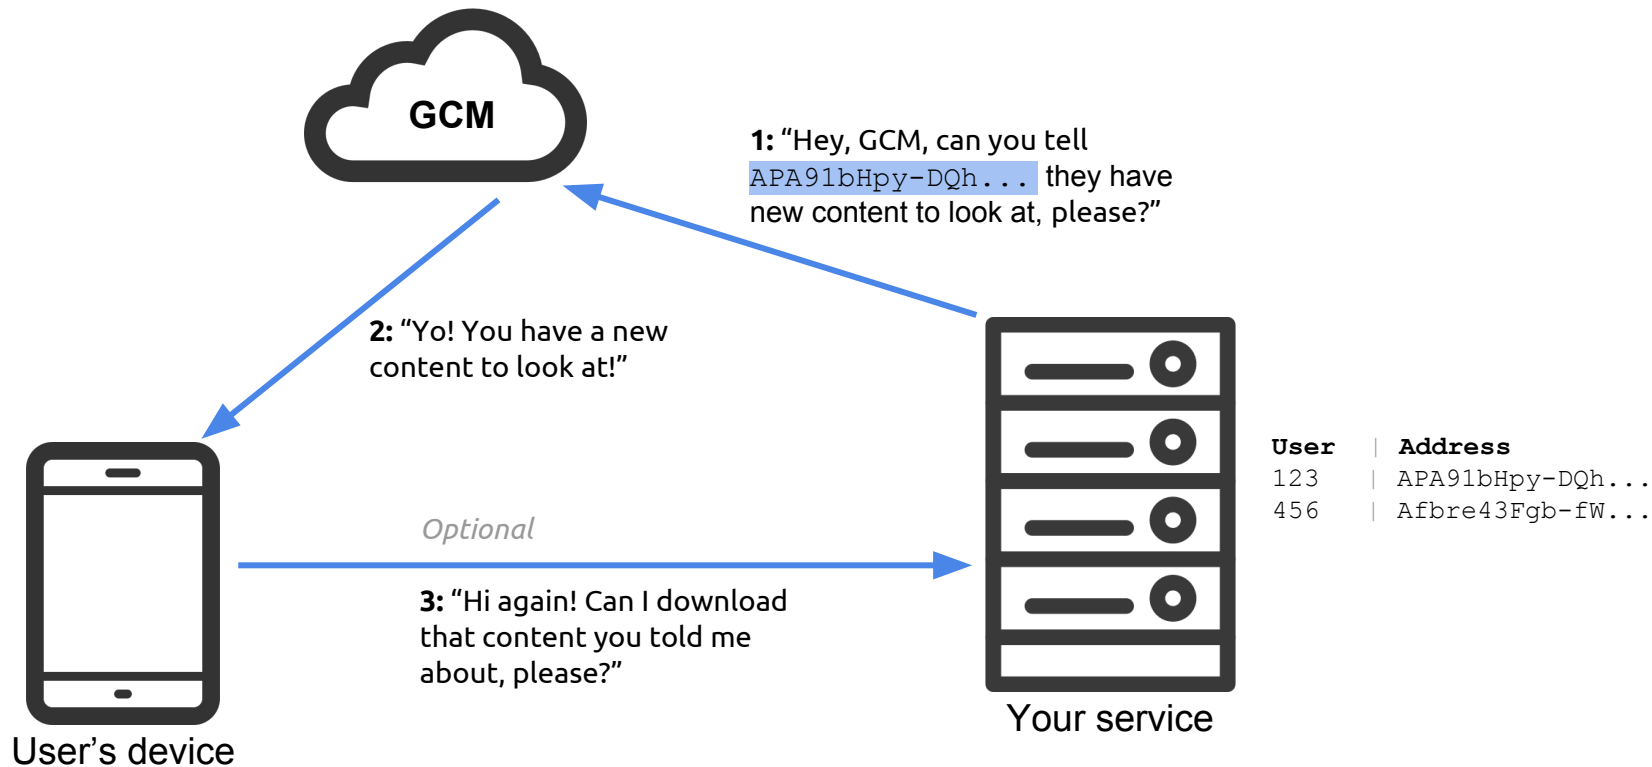 GCM
1: “Hey, GCM, can you tell
APA91bHpy-DQh... they have
new content to look at, please?”
2: “Yo! You have a new
content to look at!”
User | Address
123 | APA91bHpy-DQh...
456 | Afbre43Fgb-fW...
Optional
3: “Hi again! Can I download
that content you told me
about, please?”
Your service
User’s device